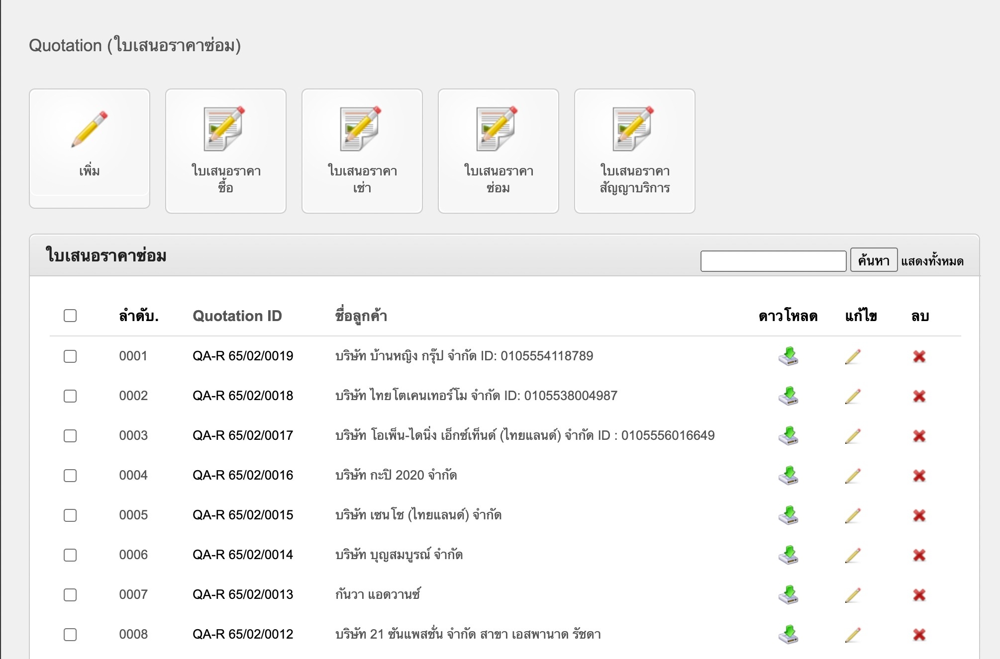 Quotation (ใบเสนอราคาซ่อม)
เพิ่ม
ใบเสนอราคา
ซื้อ
ใบเสนอราคา
เช่า
ใบเสนอราคา
ซ่อม
ใบเสนอราคา
สัญญาบริการ
ใบเสนอราคาซ่อม
ค้นหา แสดงทั้งหมด
ลำดับ. Quotation ID ชื่อลูกค้า ดาวโหลด แก้ไข ลบ
0001 QA-R 65/02/0019 บริษัท บ้านหญิง กรุ๊ป จำกัด ID: 0105554118789
0002 QA-R 65/02/0018 บริษัท ไทยโตเคนเทอร์โม จำกัด ID: 0105538004987
0003 QA-R 65/02/0017 บริษัท โอเพ็น-ไดนิ่ง เอ็กซ์เท็นด์ (ไทยแลนด์) จำกัด ID : 0105556016649
0004 QA-R 65/02/0016 บริษัท กะปิ 2020 จำกัด
0005 QA-R 65/02/0015 บริษัท เซนโช (ไทยแลนด์) จำกัด
0006 QA-R 65/02/0014 บริษัท บุญสมบูรณ์ จำกัด
0007 QA-R 65/02/0013 กันวา แอดวานซ์
0008 QA-R 65/02/0012 บริษัท 21 ซันแพสชั่น จำกัด สาขา เอสพานาด รัชดา